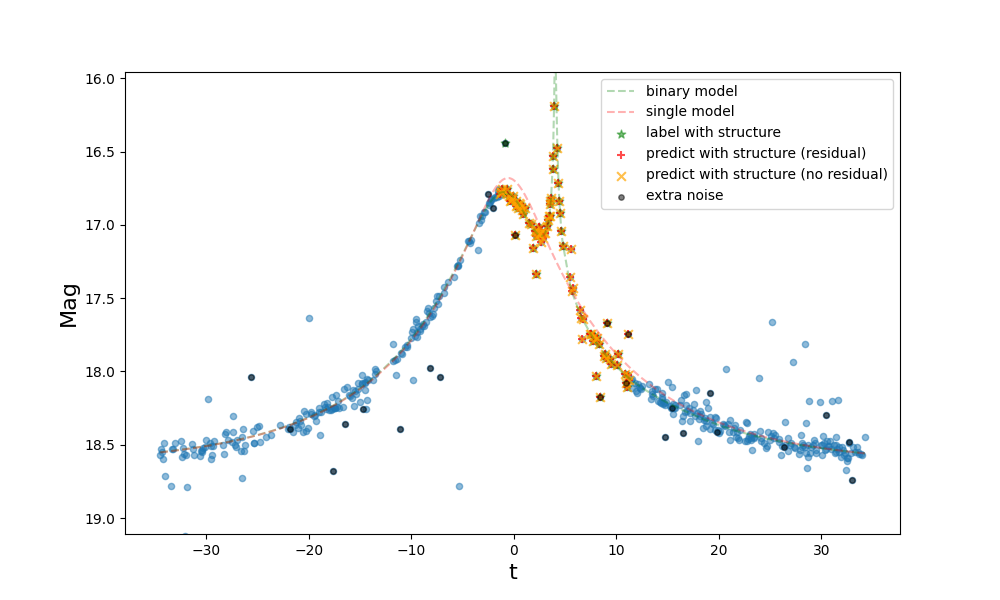 16.0
16.5
17.0
17.5
18.0
18.5
19.0
Mag
−30
−20
−10
0
10
20
30
t
binary model
single model
label with structure
predict with structure (residual)
predict with structure (no residual)
extra noise